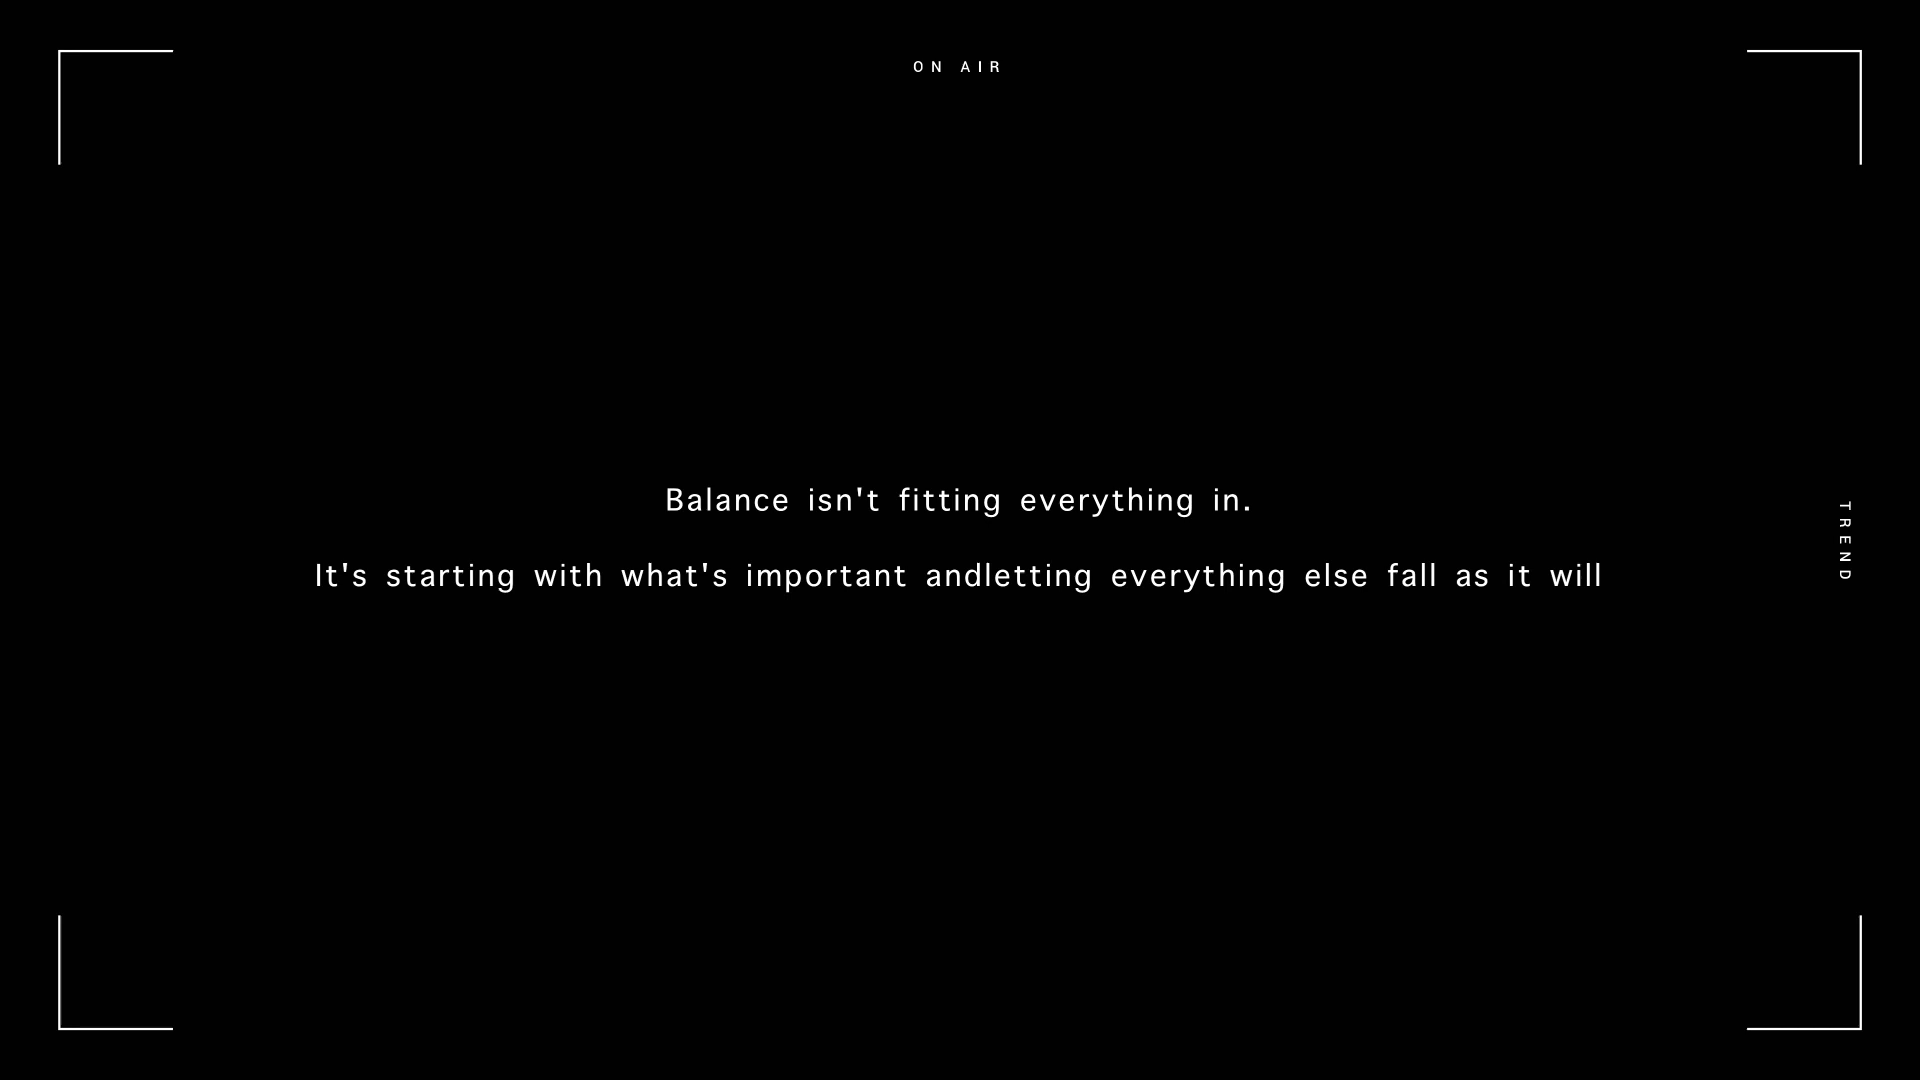 ON AIR
Balance isn't fitting everything in.
It's starting with what's important andletting everything else fall as it will
TREND